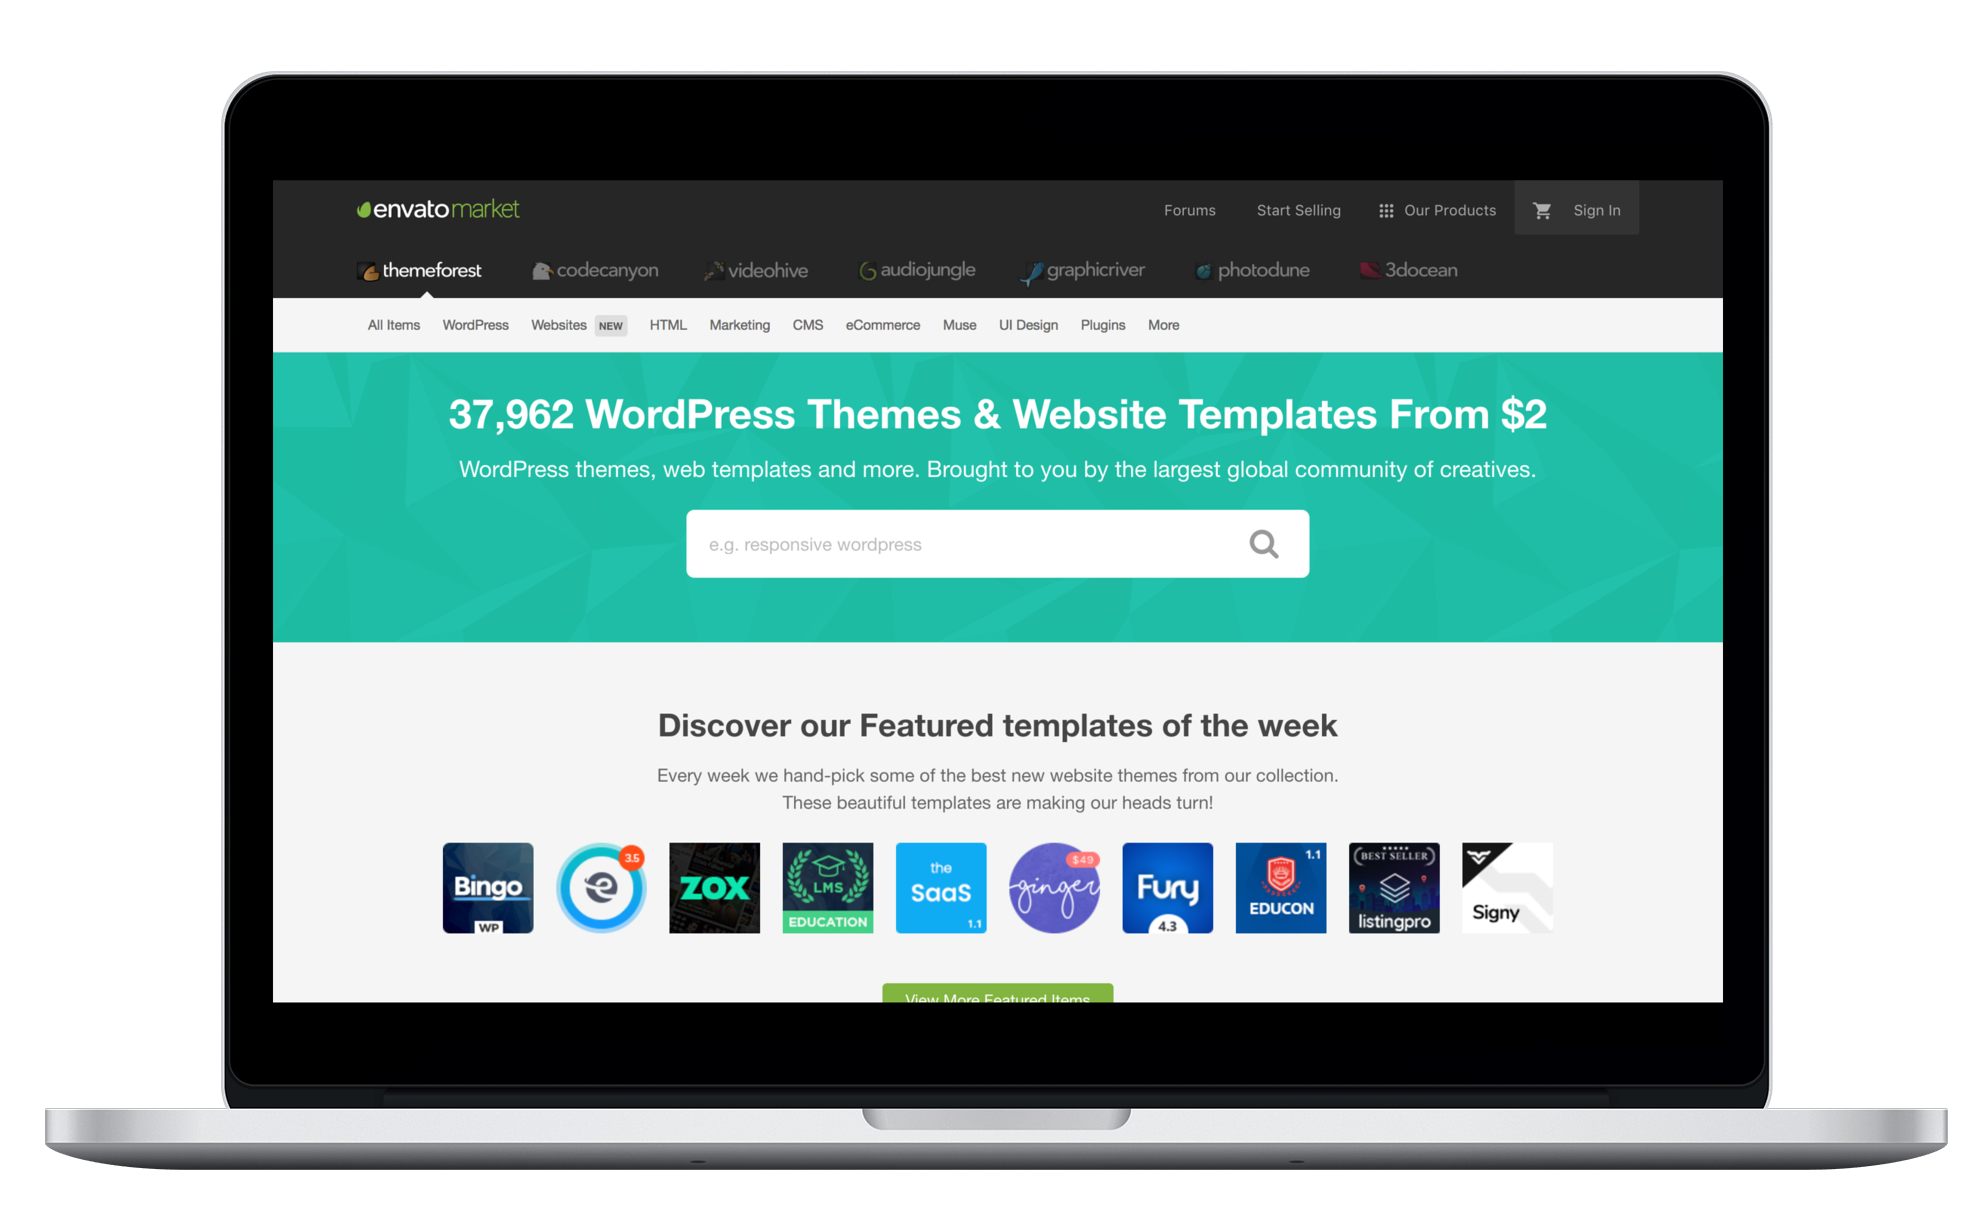 envatomarket
Forums Start Selling Our Products Sign In
themeforest codecanyon videohive audiojungle graphicriver photodune 3docean
All Items WordPress Websites NEW HTML Marketing CMS eCommerce Muse UI Design Plugins More
37,962 WordPress Themes & Website Templates From $2
WordPress themes, web templates and more. Brought to you by the largest global community of creatives.
e.g. responsive wordpress
Discover our Featured templates of the week
Every week we hand-pick some of the best new website themes from our collection.
These beautiful templates are making our heads turn!
Bingo
WP
3.5
e
ZOX
LMS
EDUCATION
the
SaaS
1.1
$49
ginger
Fury
4.3
1.1
EDUCON
BEST SELLER
listingpro
Signy
View More Featured Items